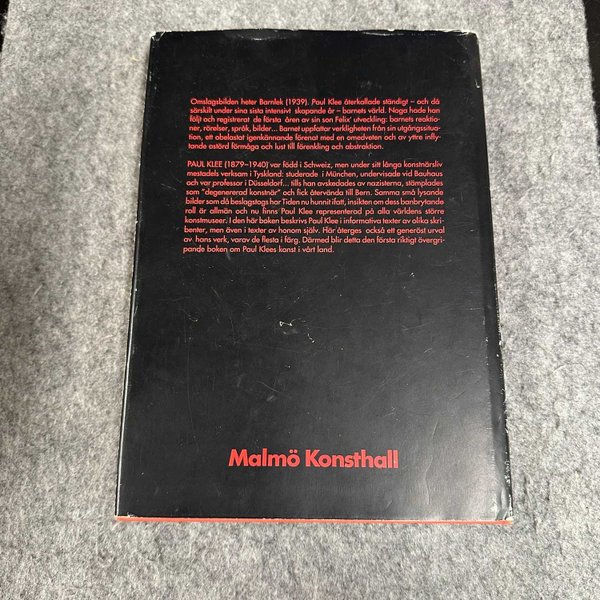 Omslagsbilden heter Barnlek (1939). Paul Klee återkallade ständigt – och då
särskilt under sina sista intensivt skapande år – barnets värld. Noga hade han
följt och registrerat de första åren av sin son Felix' utveckling: barnets reaktio-
ner, rörelser, språk, bilder... Barnet uppfattar verkligheten från sin utgångssitua-
tion, ett obelastat igenkännande förenat med en omedveten och av yttre infly-
tande ostörd förmåga och lust till förenkling och abstraktion.
PAUL KLEE (1879–1940) var född i Schweiz, men under sitt långa konstnärsliv
mestadels verksam i Tyskland: studerade i München, undervisade vid Bauhaus
och var professor i Düsseldorf... tills han avskedades av nazisterna, stämplades
som "degenererad konstnär" och fick återvända till Bern. Samma små lysande
bilder som då beslagstogs har Tiden nu hunnit ifatt, insikten om dess banbrytande
roll är allmän och nu finns Paul Klee representerad på alla världens större
konstmuseer. I den här boken beskrivs Paul Klee i informativa texter av olika skri-
benter, men även i texter av honom själv. Här återges också ett generöst urval
av hans verk, varav de flesta i färg. Därmed blir detta den första riktigt övergri-
pande boken om Paul Klees konst i vårt land.
Malmö Konsthall